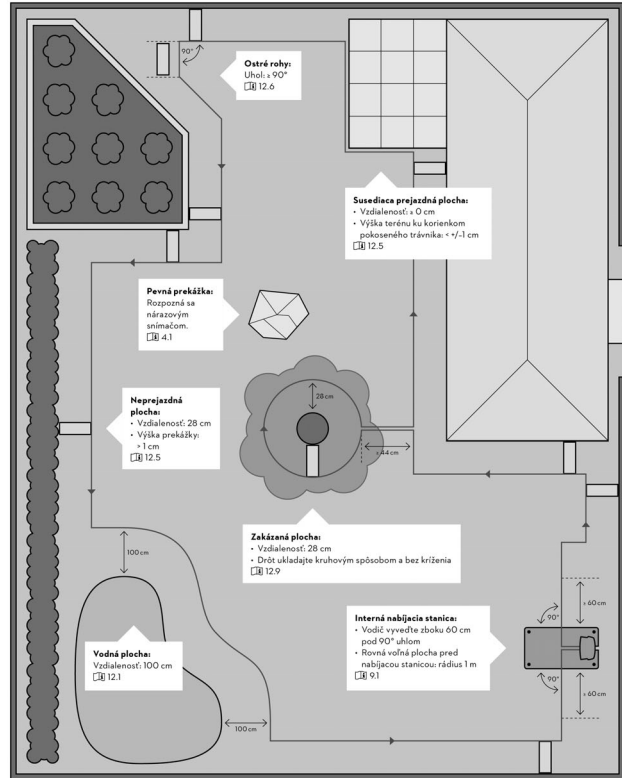 90°
Ostré rohy:
Uhol: ≥ 90°
12.6
Susediaca prejazdná plocha:
• Vzdialenosť: ≥ 0 cm
• Výška terénu ku korienkom
pokoseného trávnika: < +/–1 cm
12.5
Pevná prekážka:
Rozpozná sa
nárazovým
snímačom.
4.1
28 cm
Neprejazdná
plocha:
• Vzdialenosť: 28 cm
• Výška prekážky:
> 1 cm
12.5
≥ 44 cm
Zakázaná plocha:
• Vzdialenosť: 28 cm
• Drôt ukladajte kruhovým spôsobom a bez kríženia
12.9
100 cm
Interná nabíjacia stanica:
• Vodič vyveďte zboku 60 cm
pod 90° uhlom
• Rovná voľná plocha pred
nabíjacou stanicou: rádius 1 m
9.1
≥ 60 cm
90°
90°
≥ 60 cm
Vodná plocha:
Vzdialenosť: 100 cm
12.1
100 cm